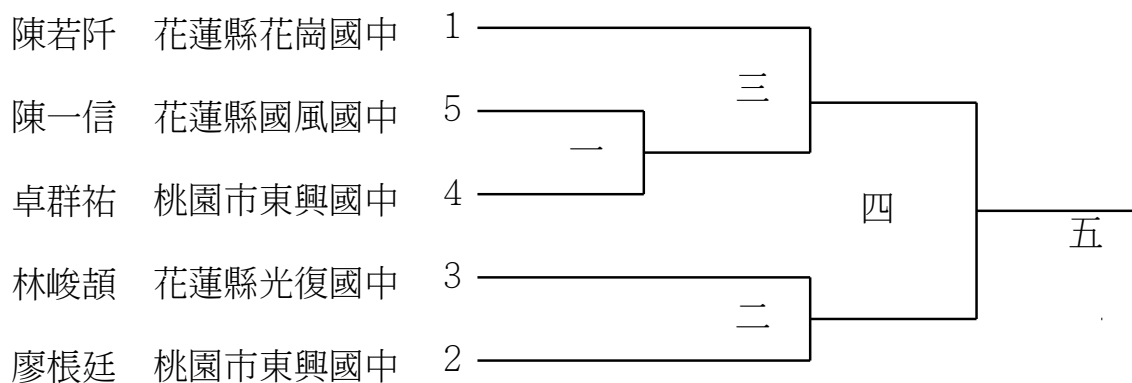 陳若阡 花蓮縣花崗國中 1
三
陳一信 花蓮縣國風國中 5
一
卓群祐 桃園市東興國中 4
四
五
林峻頡 花蓮縣光復國中 3
二
廖棖廷 桃園市東興國中 2